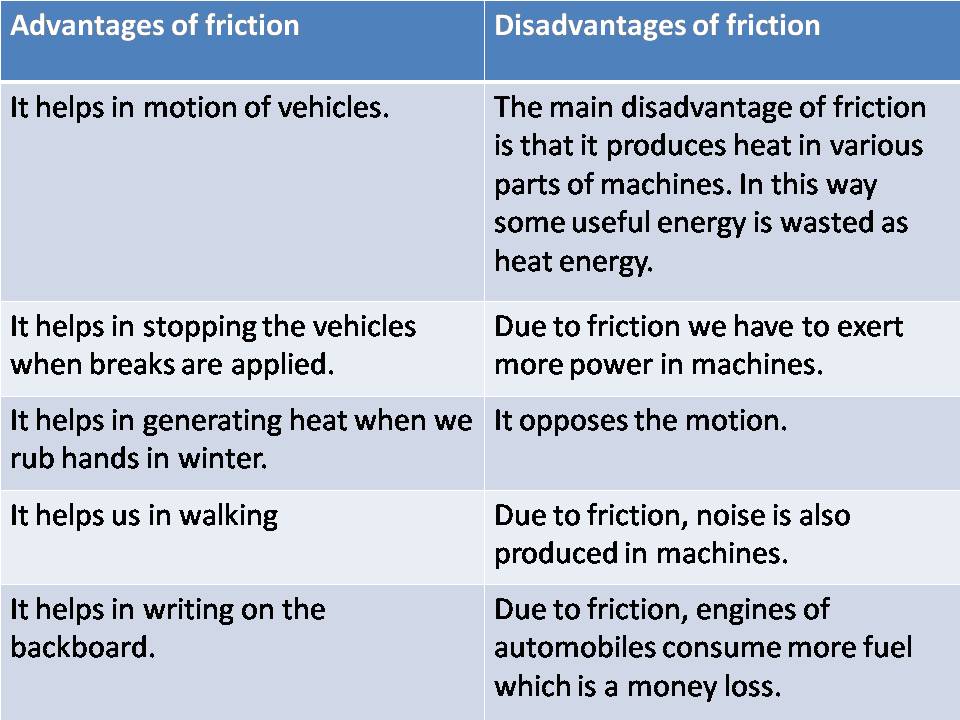 Advantages of friction
Disadvantages of friction
It helps in motion of vehicles.
The main disadvantage of friction
is that it produces heat in various
parts of machines. In this way
some useful energy is wasted as
heat energy.
It helps in stopping the vehicles
when breaks are applied.
Due to friction we have to exert
more power in machines.
It helps in generating heat when we
rub hands in winter.
It opposes the motion.
It helps us in walking
Due to friction, noise is also
produced in machines.
It helps in writing on the
backboard.
Due to friction, engines of
automobiles consume more fuel
which is a money loss.